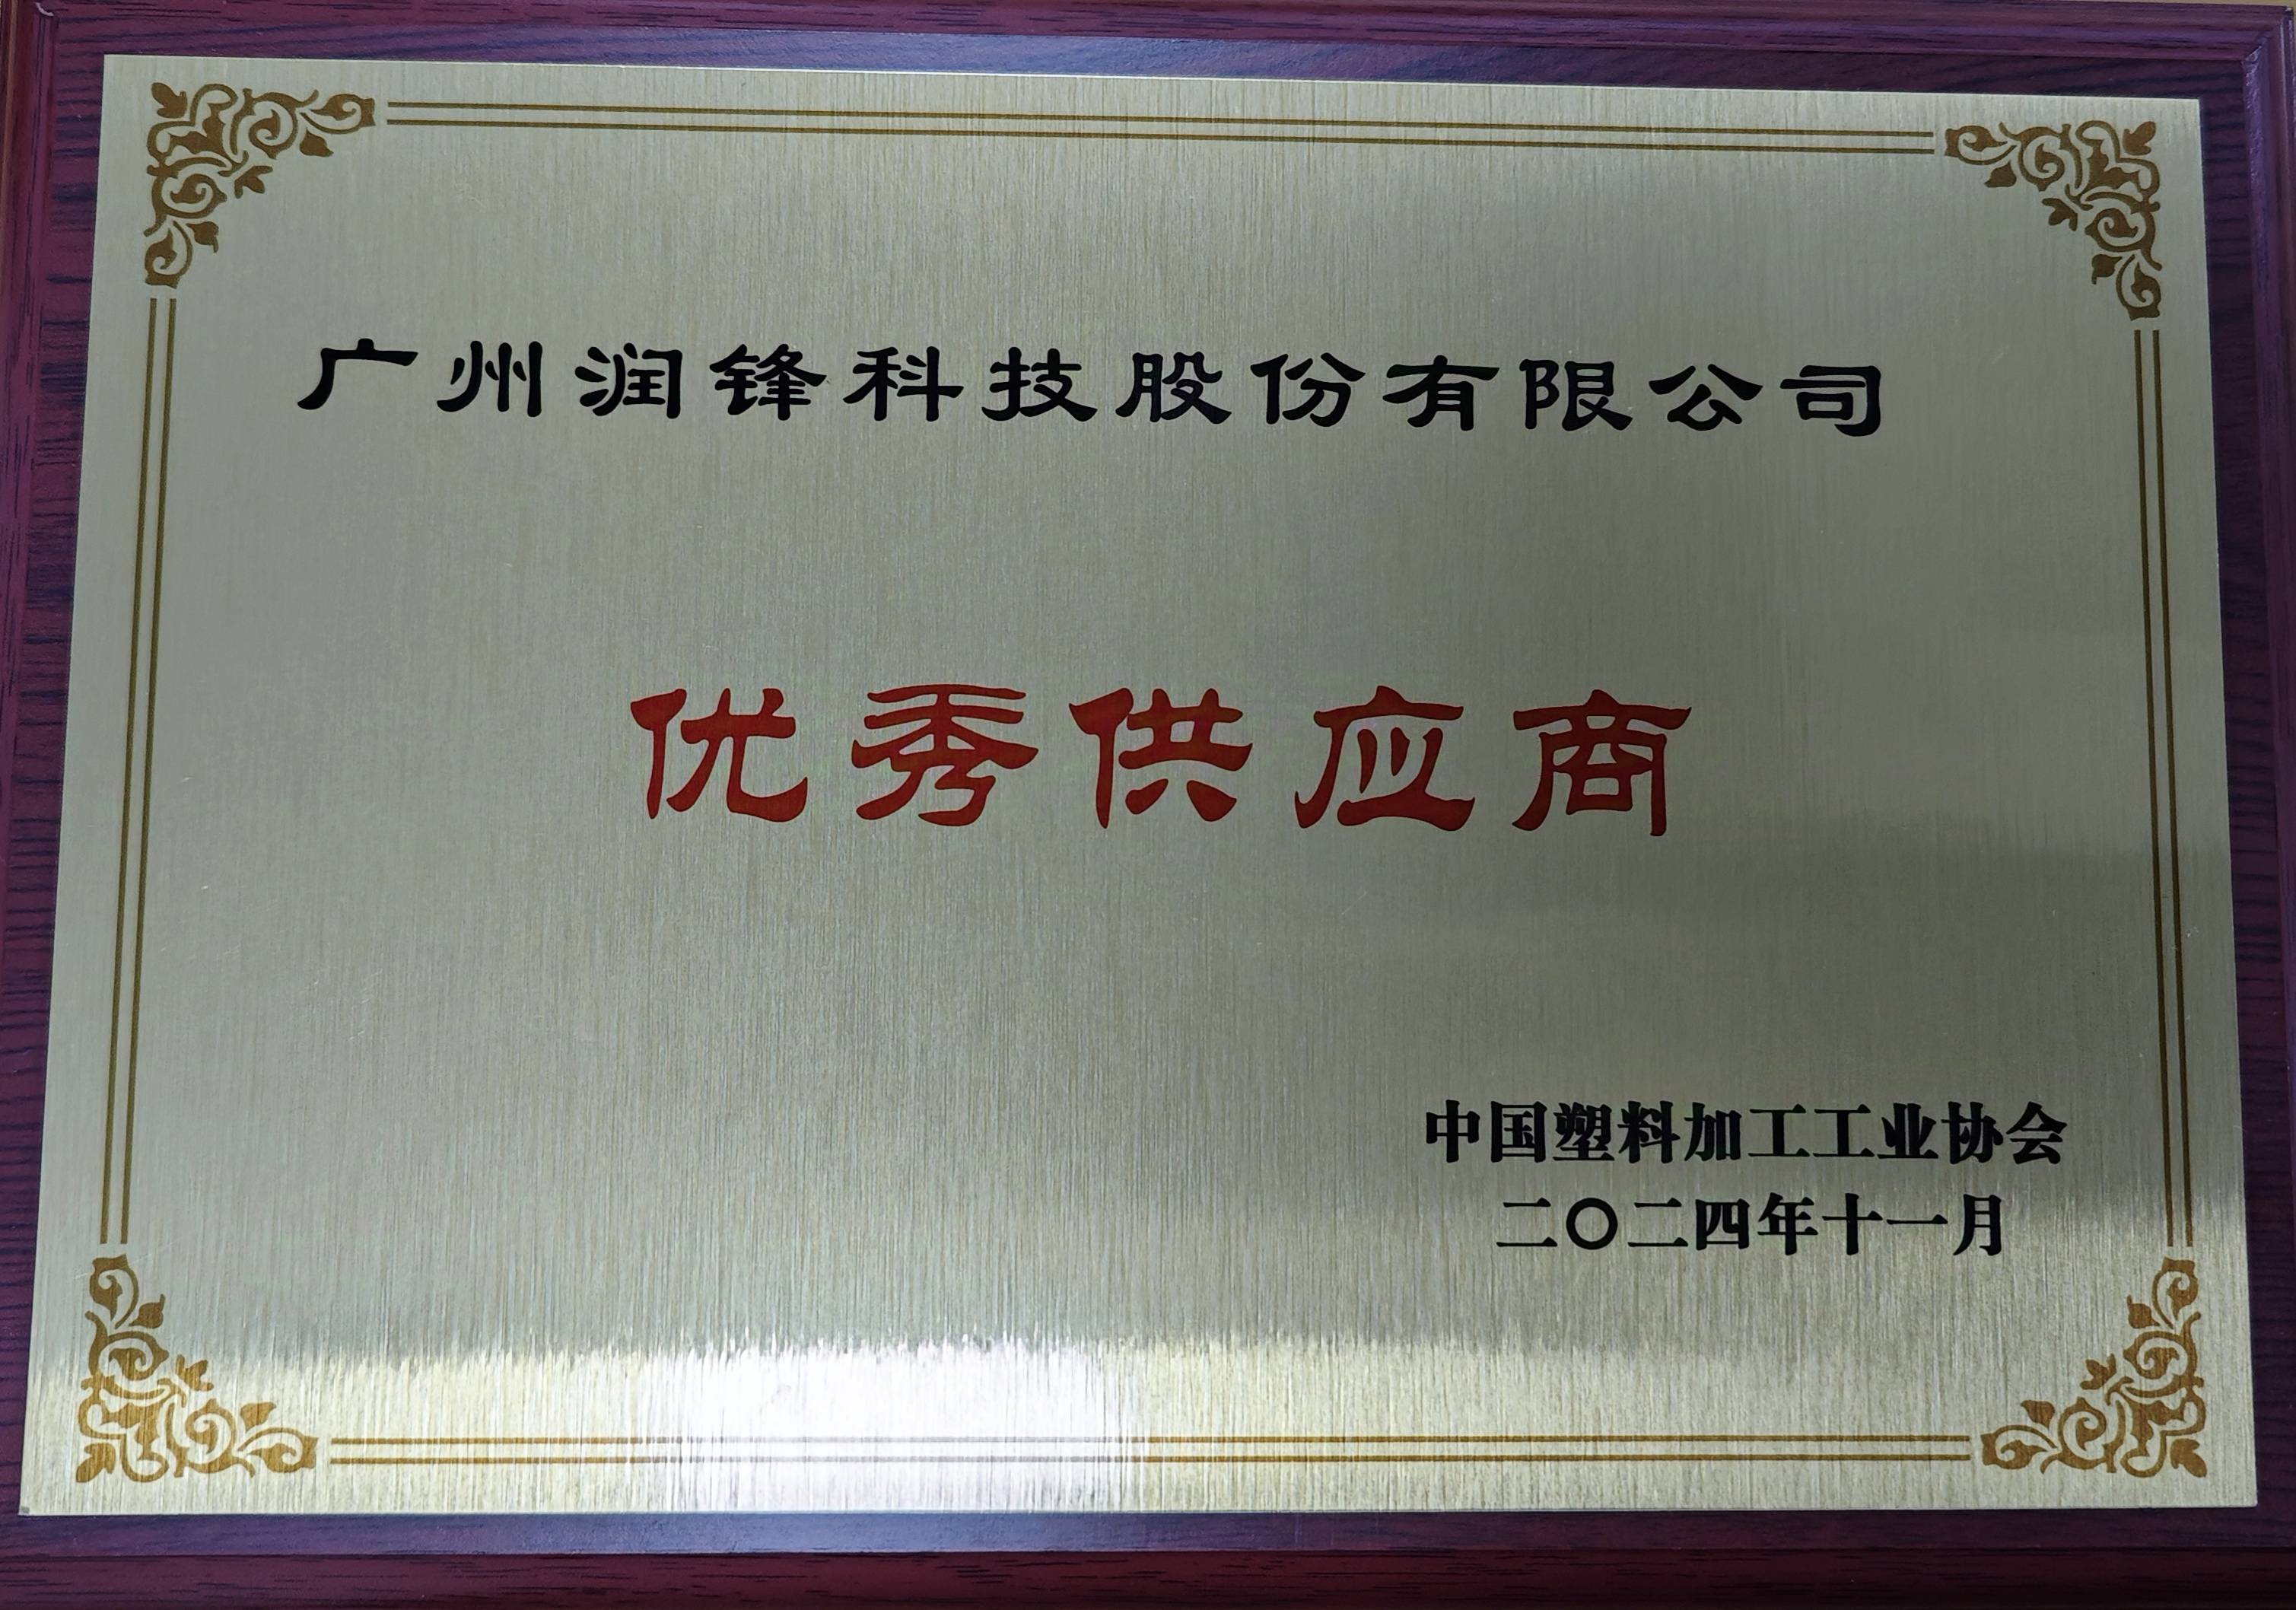 广州润锋科技股份有限公司
优秀供应商
中国塑料加工工业协会
二〇二四年十一月